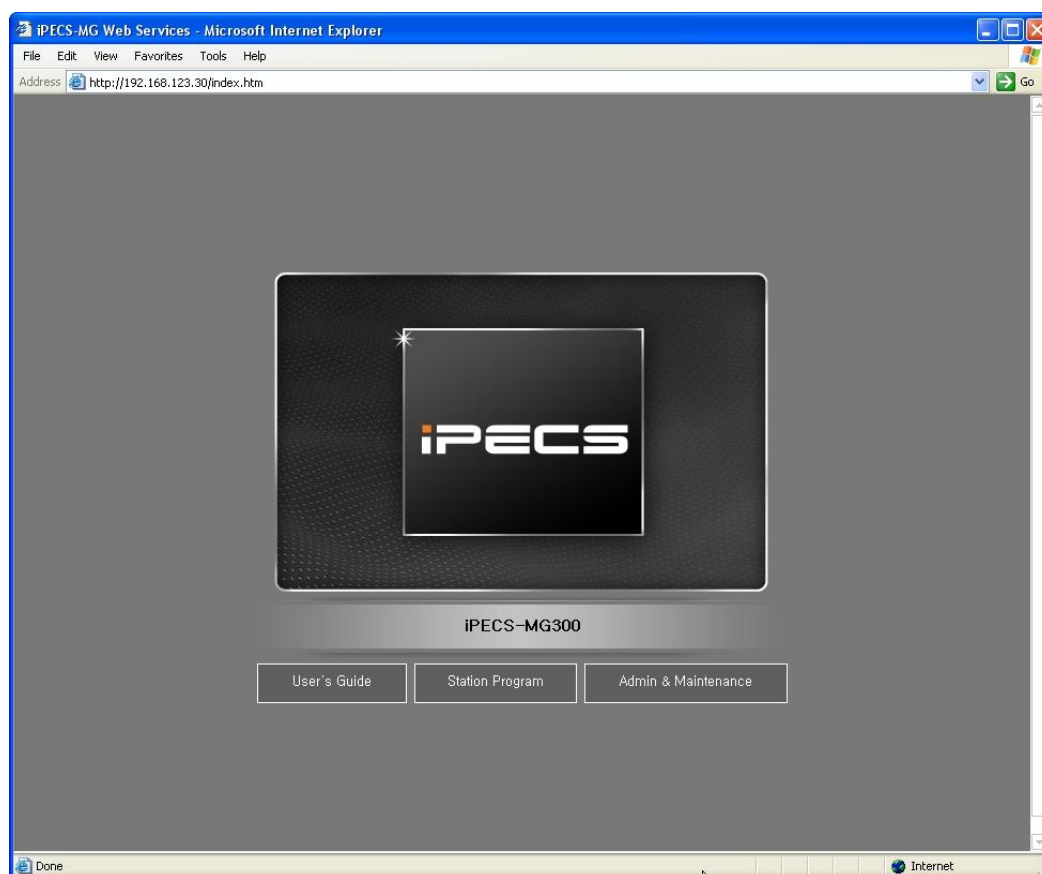 iPECS-MG Web Services - Microsoft Internet Explorer
File Edit View Favorites Tools Help
Address http://192.168.123.30/index.htm Go
iPECS
iPECS-MG300
User's Guide Station Program Admin & Maintenance
Done Internet